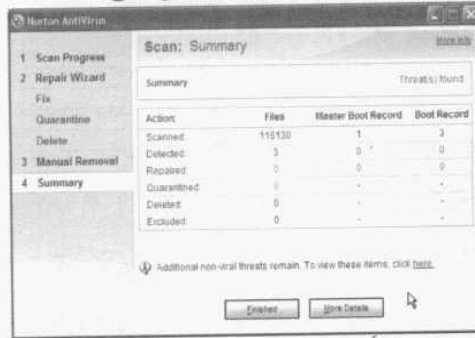 Norton AntiVirus
Scan: Summary
More Info
1 Scan Progress
2 Repair Wizard
Fix
Quarantine
Delete
3 Manual Removal
4 Summary
Summary
Threat(s) found
Action: Files Master Boot Record Boot Record
Scanned: 116130 1 3
Detected: 3 0 0
Repaired: 0 0 0
Quarantined: 0 - -
Deleted: 0 - -
Excluded: 0 - -
Additional non-viral threats remain. To view these items, click here.
Finished
More Details